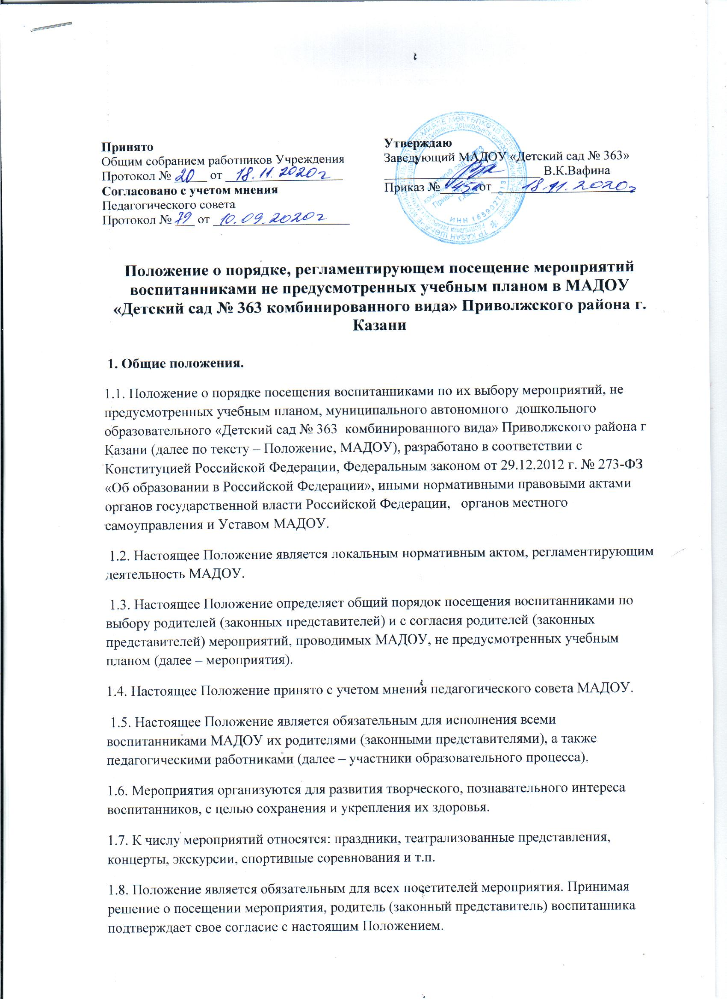 Принято
Общим собранием работников Учреждения
Протокол № 20 от 18.11.2020г
Согласовано с учетом мнения
Педагогического совета
Протокол № 79 от 10.09.2020г
Утверждаю
Заведующий МАДОУ «Детский сад № 363»
В.К.Вафина
Приказ № от 18.11.2020г
ИНН 1659027013
Положение о порядке, регламентирующем посещение мероприятий
воспитанниками не предусмотренных учебным планом в МАДОУ
«Детский сад № 363 комбинированного вида» Приволжского района г.
Казани
1. Общие положения.
1.1. Положение о порядке посещения воспитанниками по их выбору мероприятий, не
предусмотренных учебным планом, муниципального автономного дошкольного
образовательного «Детский сад № 363 комбинированного вида» Приволжского района г
Казани (далее по тексту – Положение, МАДОУ), разработано в соответствии с
Конституцией Российской Федерации, Федеральным законом от 29.12.2012 г. № 273-ФЗ
«Об образовании в Российской Федерации», иными нормативными правовыми актами
органов государственной власти Российской Федерации, органов местного
самоуправления и Уставом МАДОУ.
1.2. Настоящее Положение является локальным нормативным актом, регламентирующим
деятельность МАДОУ.
1.3. Настоящее Положение определяет общий порядок посещения воспитанниками по
выбору родителей (законных представителей) и с согласия родителей (законных
представителей) мероприятий, проводимых МАДОУ, не предусмотренных учебным
планом (далее – мероприятия).
1.4. Настоящее Положение принято с учетом мнения педагогического совета МАДОУ.
1.5. Настоящее Положение является обязательным для исполнения всеми
воспитанниками МАДОУ их родителями (законными представителями), а также
педагогическими работниками (далее – участники образовательного процесса).
1.6. Мероприятия организуются для развития творческого, познавательного интереса
воспитанников, с целью сохранения и укрепления их здоровья.
1.7. К числу мероприятий относятся: праздники, театрализованные представления,
концерты, экскурсии, спортивные соревнования и т.п.
1.8. Положение является обязательным для всех посетителей мероприятия. Принимая
решение о посещении мероприятия, родитель (законный представитель) воспитанника
подтверждает свое согласие с настоящим Положением.